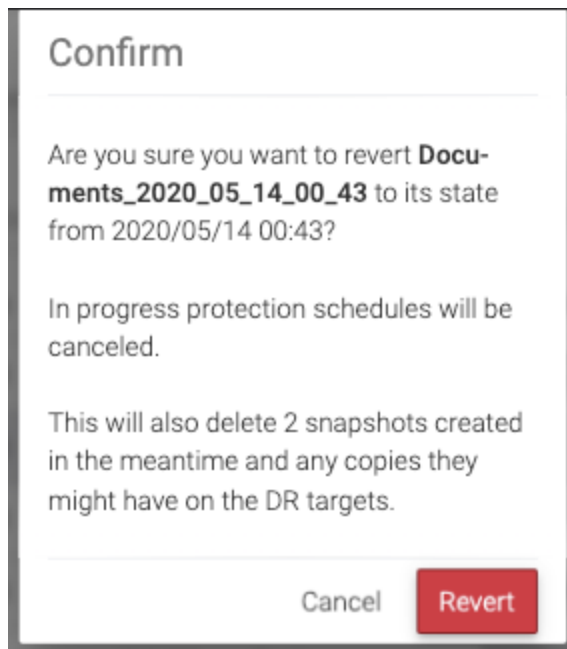 Confirm
Are you sure you want to revert Docu-
ments_2020_05_14_00_43 to its state
from 2020/05/14 00:43?
In progress protection schedules will be
canceled.
This will also delete 2 snapshots created
in the meantime and any copies they
might have on the DR targets.
Cancel Revert